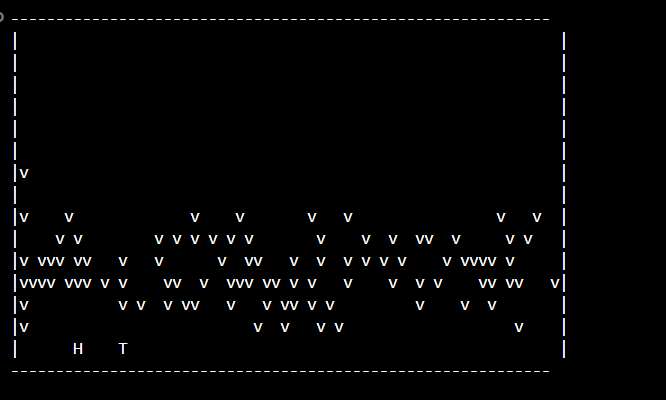 ------------------------------------------------------------
|                                                            |
|                                                            |
|                                                            |
|                                                            |
|                                                            |
|                                                            |
|v                                                           |
|                                                            |
|v    v             v    v       v   v                v   v  |
|    v v        v v v v v v       v    v  v  vv  v     v v   |
|v vvv vv   v   v      v  vv   v  v  v v v v    v vvvv v     |
|vvvv vvv v v    vv  v  vvv vv v v   v    v  v v    vv vv   v|
|v          v v  v vv   v   v vv v v         v    v  v       |
|v                         v  v   v v                   v    |
|      H    T                                                |
------------------------------------------------------------